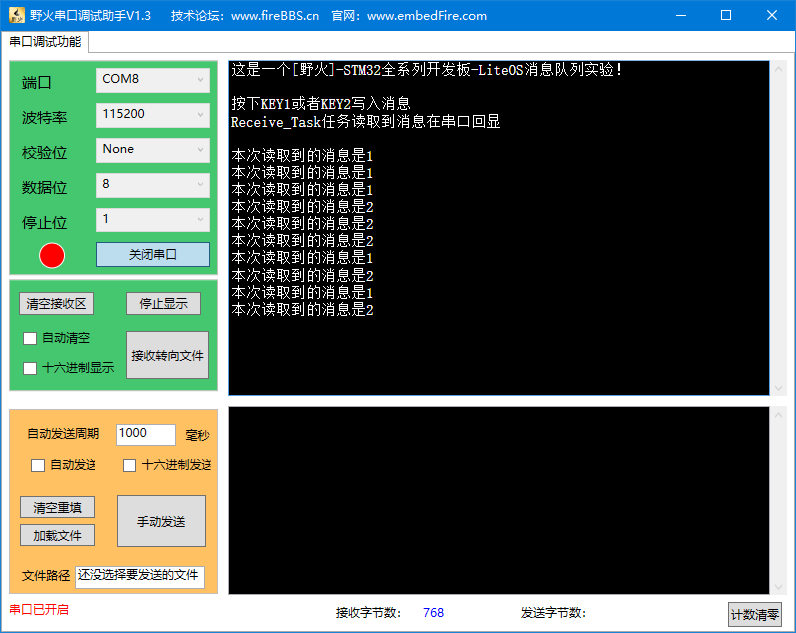 野火串口调试助手V1.3 技术论坛：www.fireBBS.cn 官网：www.embedFire.com
串口调试功能
端口 COM8
波特率 115200
校验位 None
数据位 8
停止位 1
关闭串口
清空接收区 停止显示
自动清空
十六进制显示
接收转向文件
这是一个[野火]-STM32全系列开发板-LiteOS消息队列实验！
按下KEY1或者KEY2写入消息
Receive_Task任务读取到消息在串口回显
本次读取到的消息是1
本次读取到的消息是1
本次读取到的消息是1
本次读取到的消息是2
本次读取到的消息是2
本次读取到的消息是2
本次读取到的消息是1
本次读取到的消息是2
本次读取到的消息是1
本次读取到的消息是2
自动发送周期 1000 毫秒
自动发送 十六进制发送
清空重填
加载文件
手动发送
文件路径 还没选择要发送的文件
串口已开启 接收字节数： 768 发送字节数： 计数清零